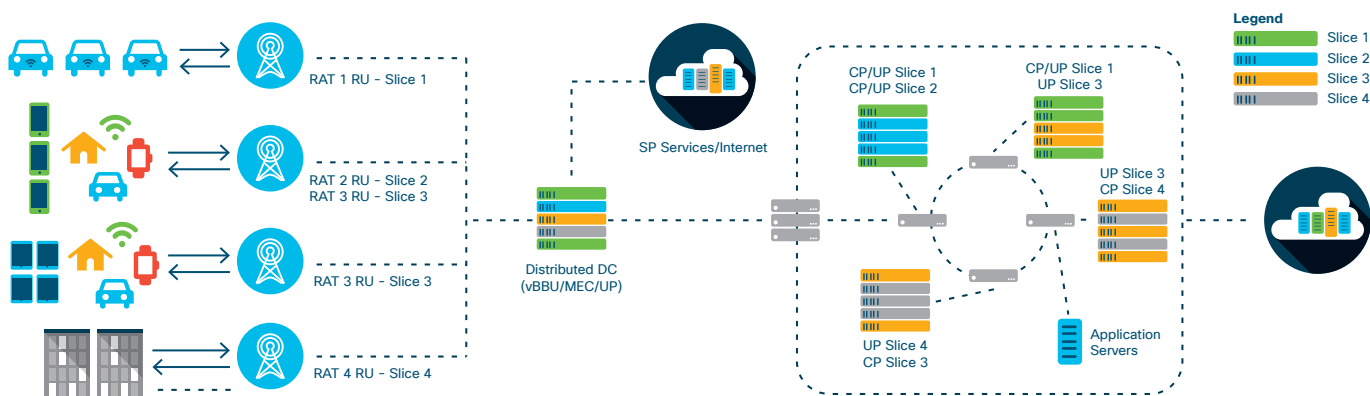 RAT 1 RU - Slice 1
RAT 2 RU - Slice 2
RAT 3 RU - Slice 3
RAT 3 RU - Slice 3
RAT 4 RU - Slice 4
SP Services/Internet
Distributed DC
(vBBU/MEC/UP)
CP/UP Slice 1
CP/UP Slice 2
CP/UP Slice 1
UP Slice 3
UP Slice 3
CP Slice 4
UP Slice 4
CP Slice 3
Application
Servers
Legend
Slice 1
Slice 2
Slice 3
Slice 4